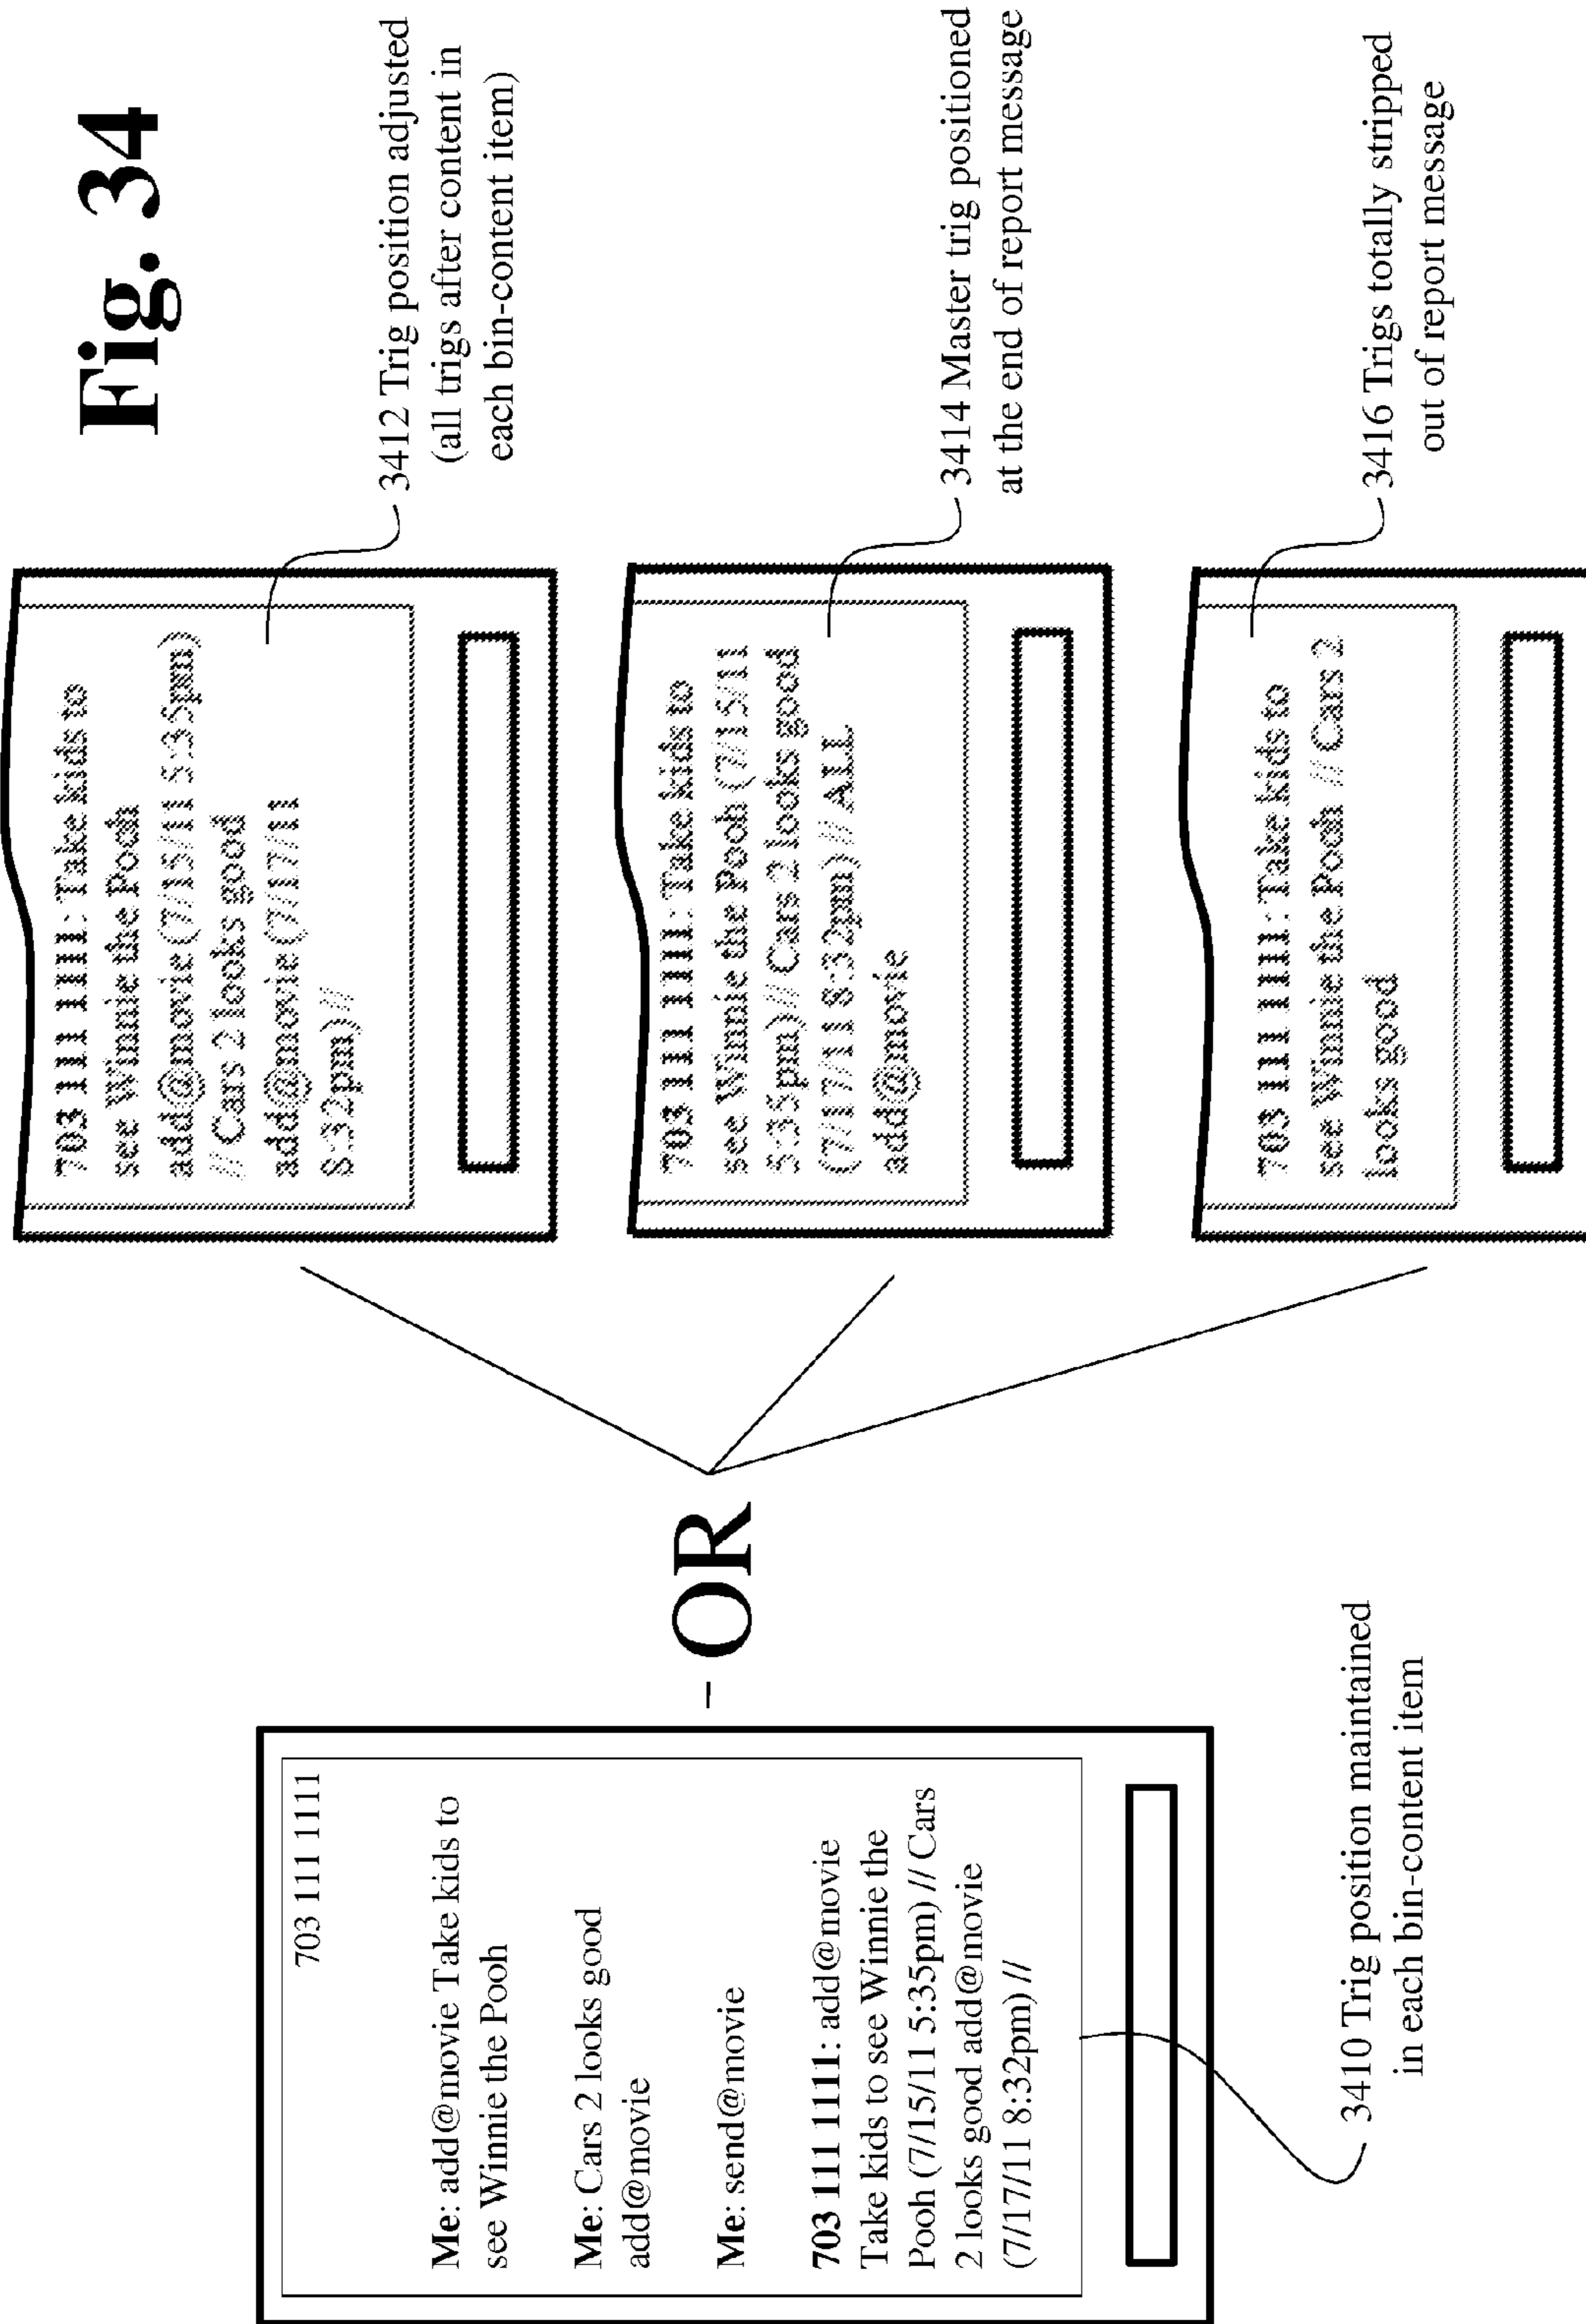 Fig. 34
703 111 1111
Me: add@movie Take kids to
see Winnie the Pooh
Me: Cars 2 looks good
add@movie
Me: send@movie
703 111 1111: add@movie
Take kids to see Winnie the
Pooh (7/15/11 5:35pm) // Cars
2 looks good add@movie
(7/17/11 8:32pm) //
3410 Trig position maintained
in each bin-content item
– OR
703 111 1111: Take kids to
see Winnie the Pooh
add@movie (7/15/11 5:35pm)
// Cars 2 looks good
add@movie (7/17/11
8:32pm) //
3412 Trig position adjusted
(all trigs after content in
each bin-content item)
703 111 1111: Take kids to
see Winnie the Pooh (7/15/11
5:35pm) // Cars 2 looks good
(7/17/11 8:32pm) // ALL
add@movie
3414 Master trig positioned
at the end of report message
703 111 1111: Take kids to
see Winnie the Pooh // Cars 2
looks good
3416 Trigs totally stripped
out of report message